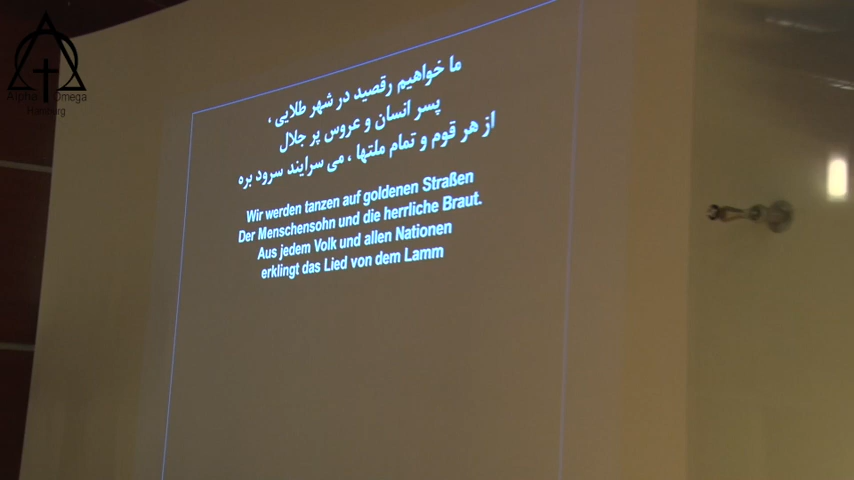 Alpha Omega
Hamburg
ما خواهیم رقصید در شهر طلایی ،
پسر انسان و عروس پر جلال
از هر قوم و تمام ملتها ، می سرایند سرود بره
Wir werden tanzen auf goldenen Straßen
Der Menschensohn und die herrliche Braut.
Aus jedem Volk und allen Nationen
erklingt das Lied von dem Lamm